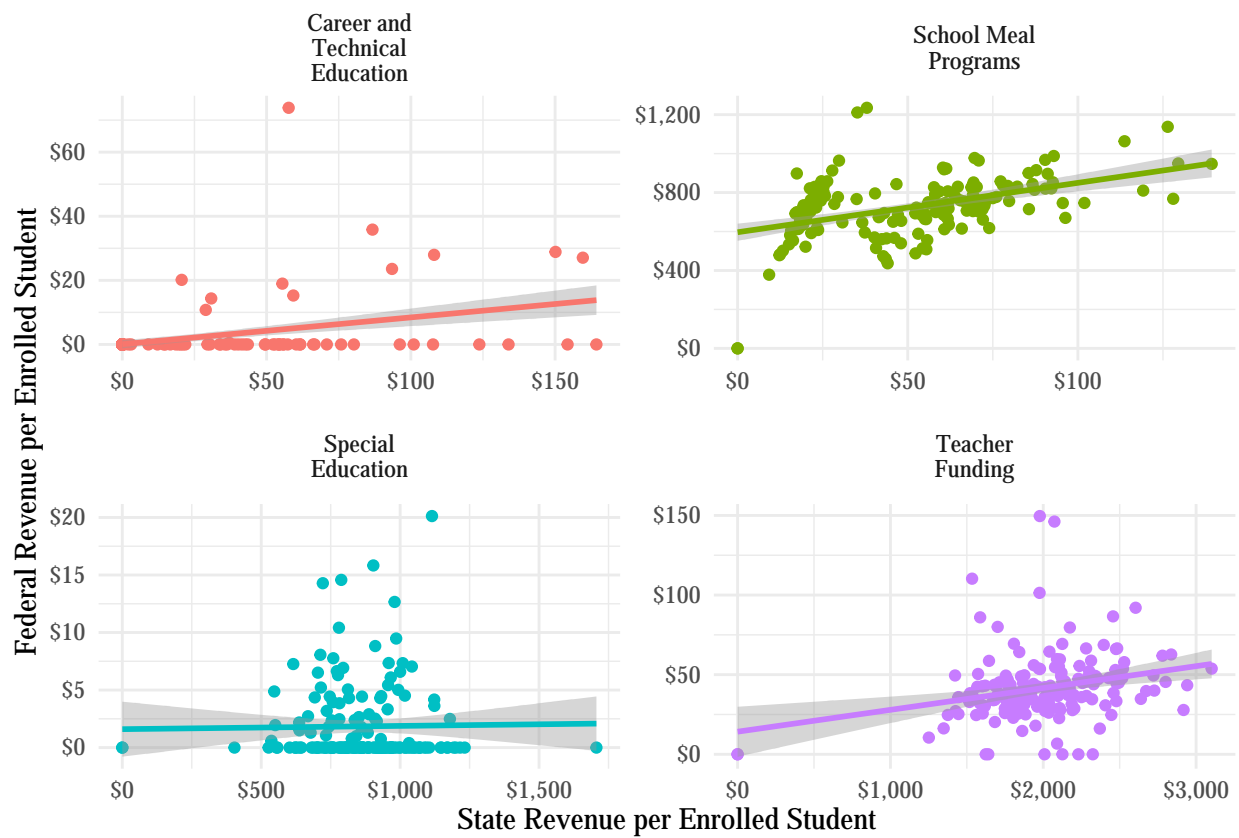 Career and
Technical
Education
School Meal
Programs
$60
$40
$20
$0
$0 $50 $100 $150
$1,200
$800
$400
$0
$0 $50 $100
Special
Education
Teacher
Funding
$20
$15
$10
$5
$0
$0 $500 $1,000 $1,500
$150
$100
$50
$0
$0 $1,000 $2,000 $3,000
Federal Revenue per Enrolled Student
State Revenue per Enrolled Student